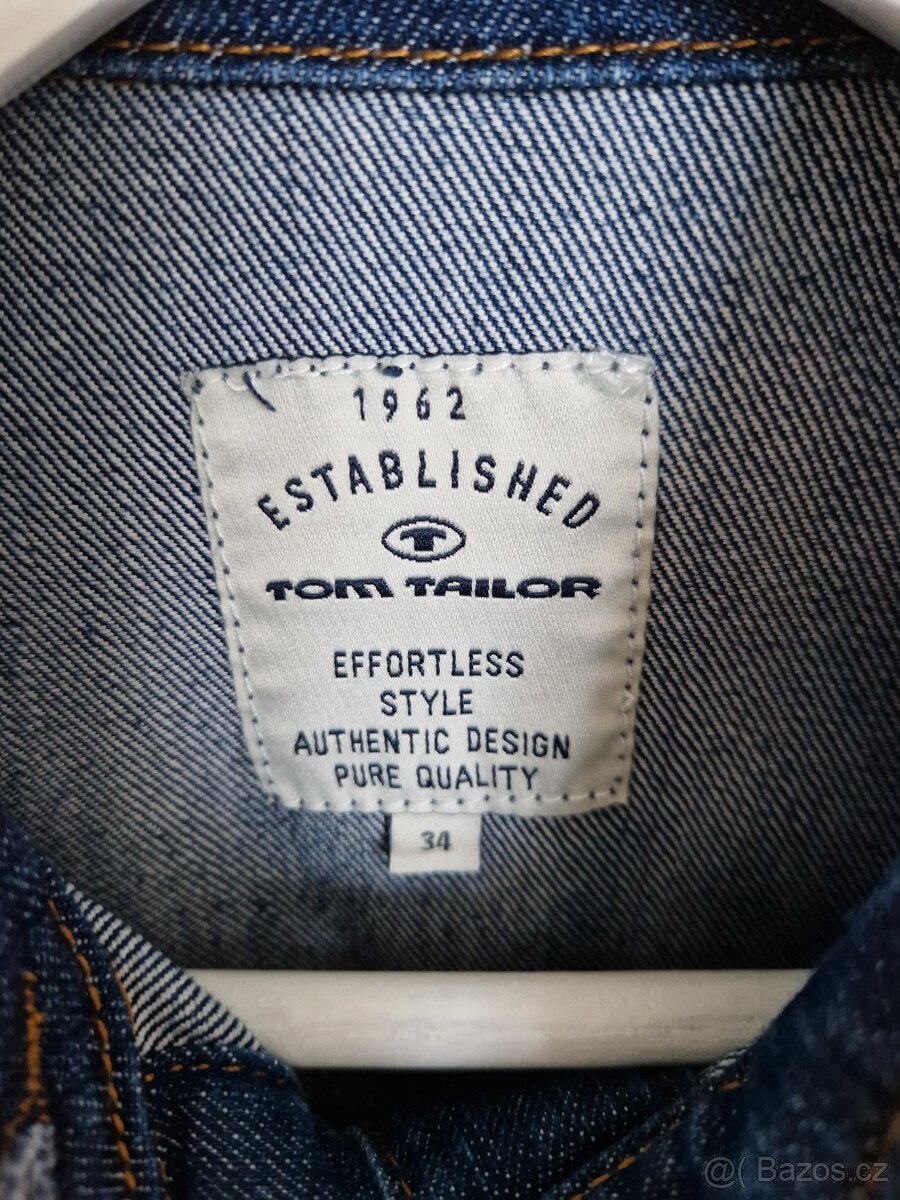 1962
ESTABLISHED
T
TOM TAILOR
EFFORTLESS
STYLE
AUTHENTIC DESIGN
PURE QUALITY
34
@( Bazos.cz